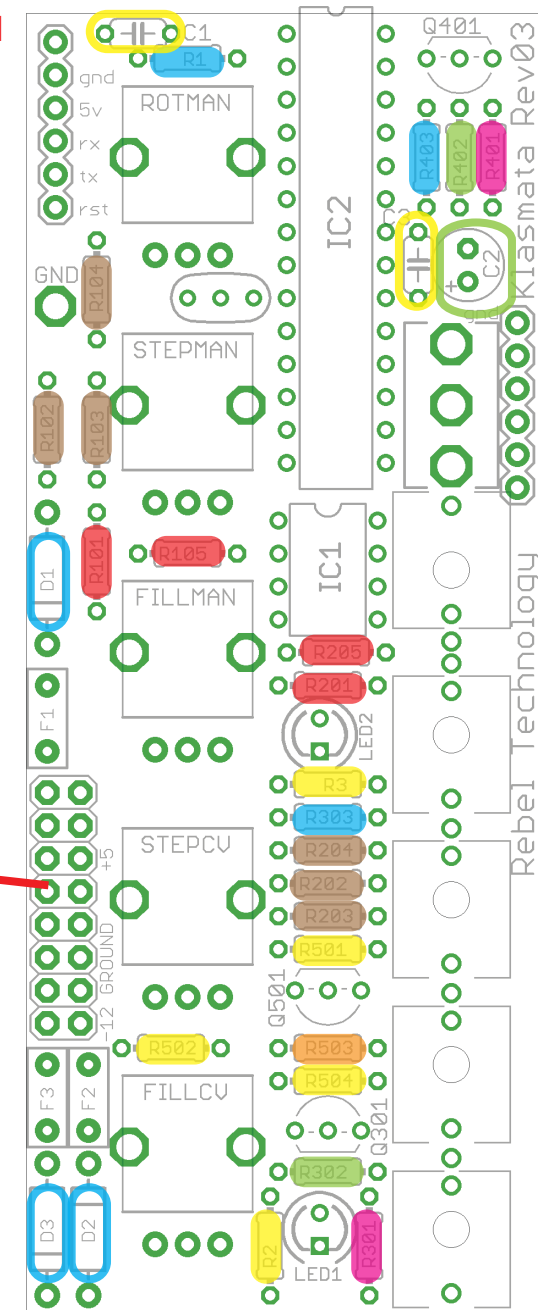 C1
Q401
R1
gnd
5v
rx
tx
rst
ROTMAN
R403
R402
R401
Klasmata Rev03
IC2
C3
C2
+
gnd
GND
R104
STEPMAN
R102
R103
D1
R101
R105
IC1
FILLMAN
R205
R201
F1
LED2
Rebel Technology
R3
R303
STEPCV
R204
+5
R202
R203
GROUND
R501
Q501
-12
R502
R503
R504
F3
F2
FILLCV
Q301
R302
D3
D2
R2
R301
LED1